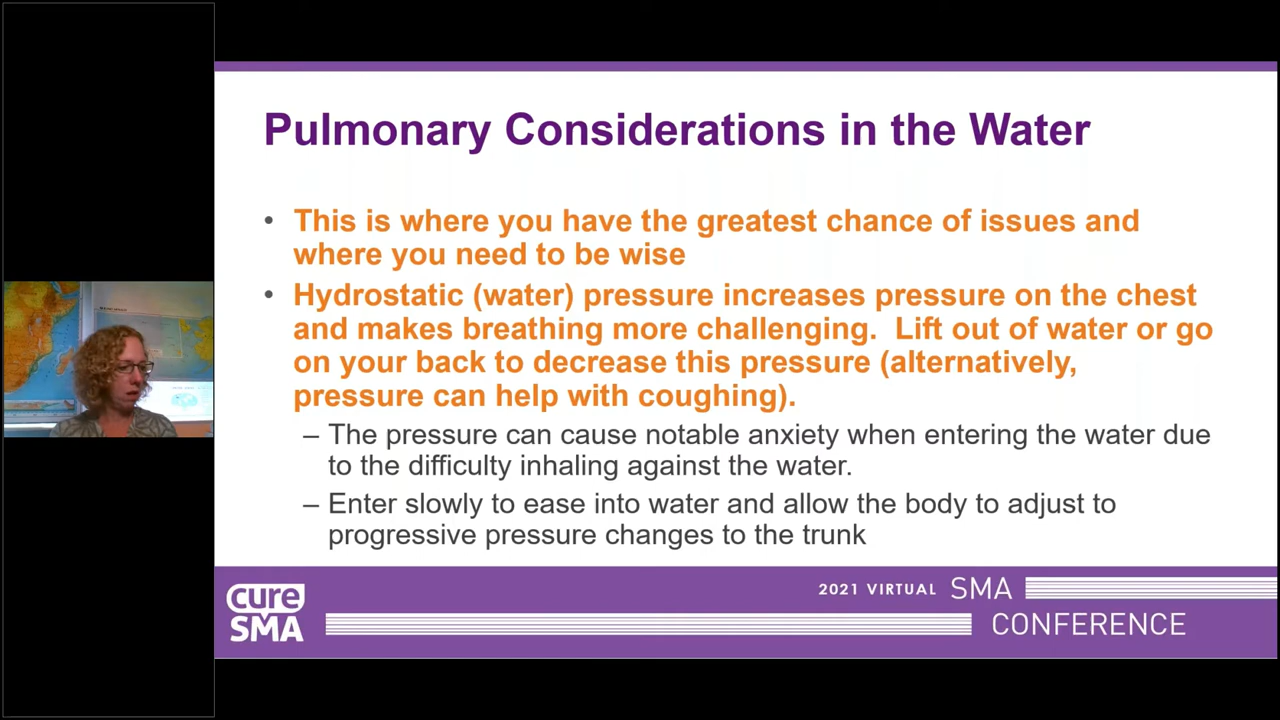 Pulmonary Considerations in the Water
• This is where you have the greatest chance of issues and
where you need to be wise
• Hydrostatic (water) pressure increases pressure on the chest
and makes breathing more challenging.  Lift out of water or go
on your back to decrease this pressure (alternatively,
pressure can help with coughing).
– The pressure can cause notable anxiety when entering the water due
to the difficulty inhaling against the water.
– Enter slowly to ease into water and allow the body to adjust to
progressive pressure changes to the trunk
cure
SMA
2021 VIRTUAL SMA
CONFERENCE